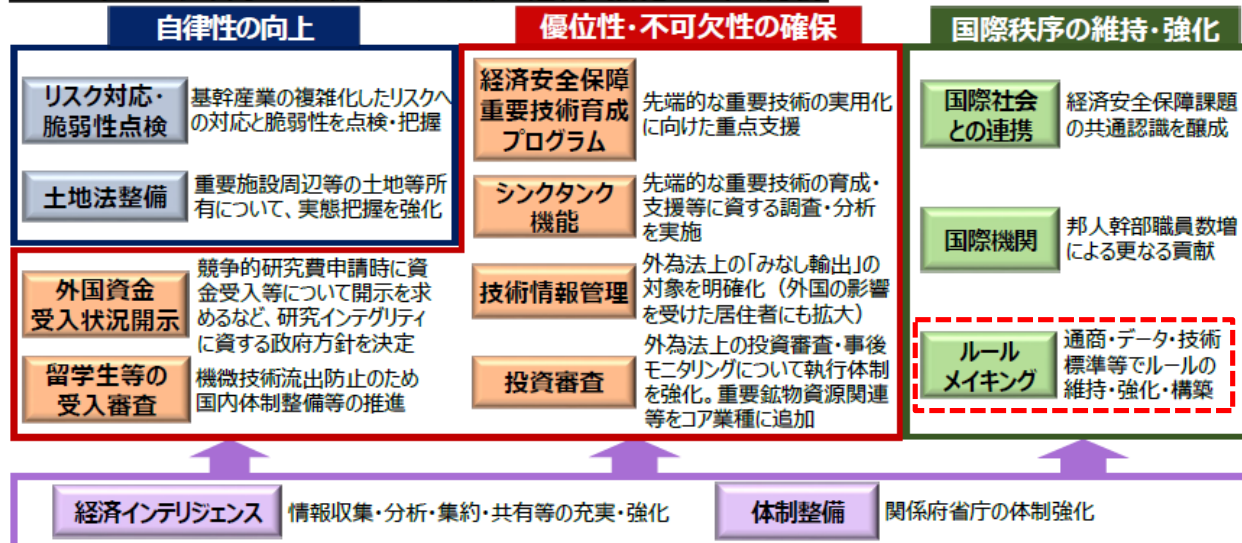 自律性の向上
リスク対応・
脆弱性点検
基幹産業の複雑化したリスクへ
の対応と脆弱性を点検・把握
土地法整備
重要施設周辺等の土地等所
有について、実態把握を強化
外国資金
受入状況開示
競争的研究費申請時に資
金受入等について開示を求
めるなど、研究インテグリティ
に資する政府方針を決定
留学生等の
受入審査
機微技術流出防止のため
国内体制整備等の推進
優位性・不可欠性の確保
経済安全保障
重要技術育成
プログラム
先端的な重要技術の実用化
に向けた重点支援
シンクタンク
機能
先端的な重要技術の育成・
支援等に資する調査・分析
を実施
技術情報管理
外為法上の「みなし輸出」の
対象を明確化（外国の影響
を受けた居住者にも拡大）
投資審査
外為法上の投資審査・事後
モニタリングについて執行体制
を強化。重要鉱物資源関連
等をコア業種に追加
国際秩序の維持・強化
国際社会
との連携
経済安全保障課題
の共通認識を醸成
国際機関
邦人幹部職員数増
による更なる貢献
ルール
メイキング
通商・データ・技術
標準等でルールの
維持・強化・構築
経済インテリジェンス
情報収集・分析・集約・共有等の充実・強化
体制整備
関係府省庁の体制強化